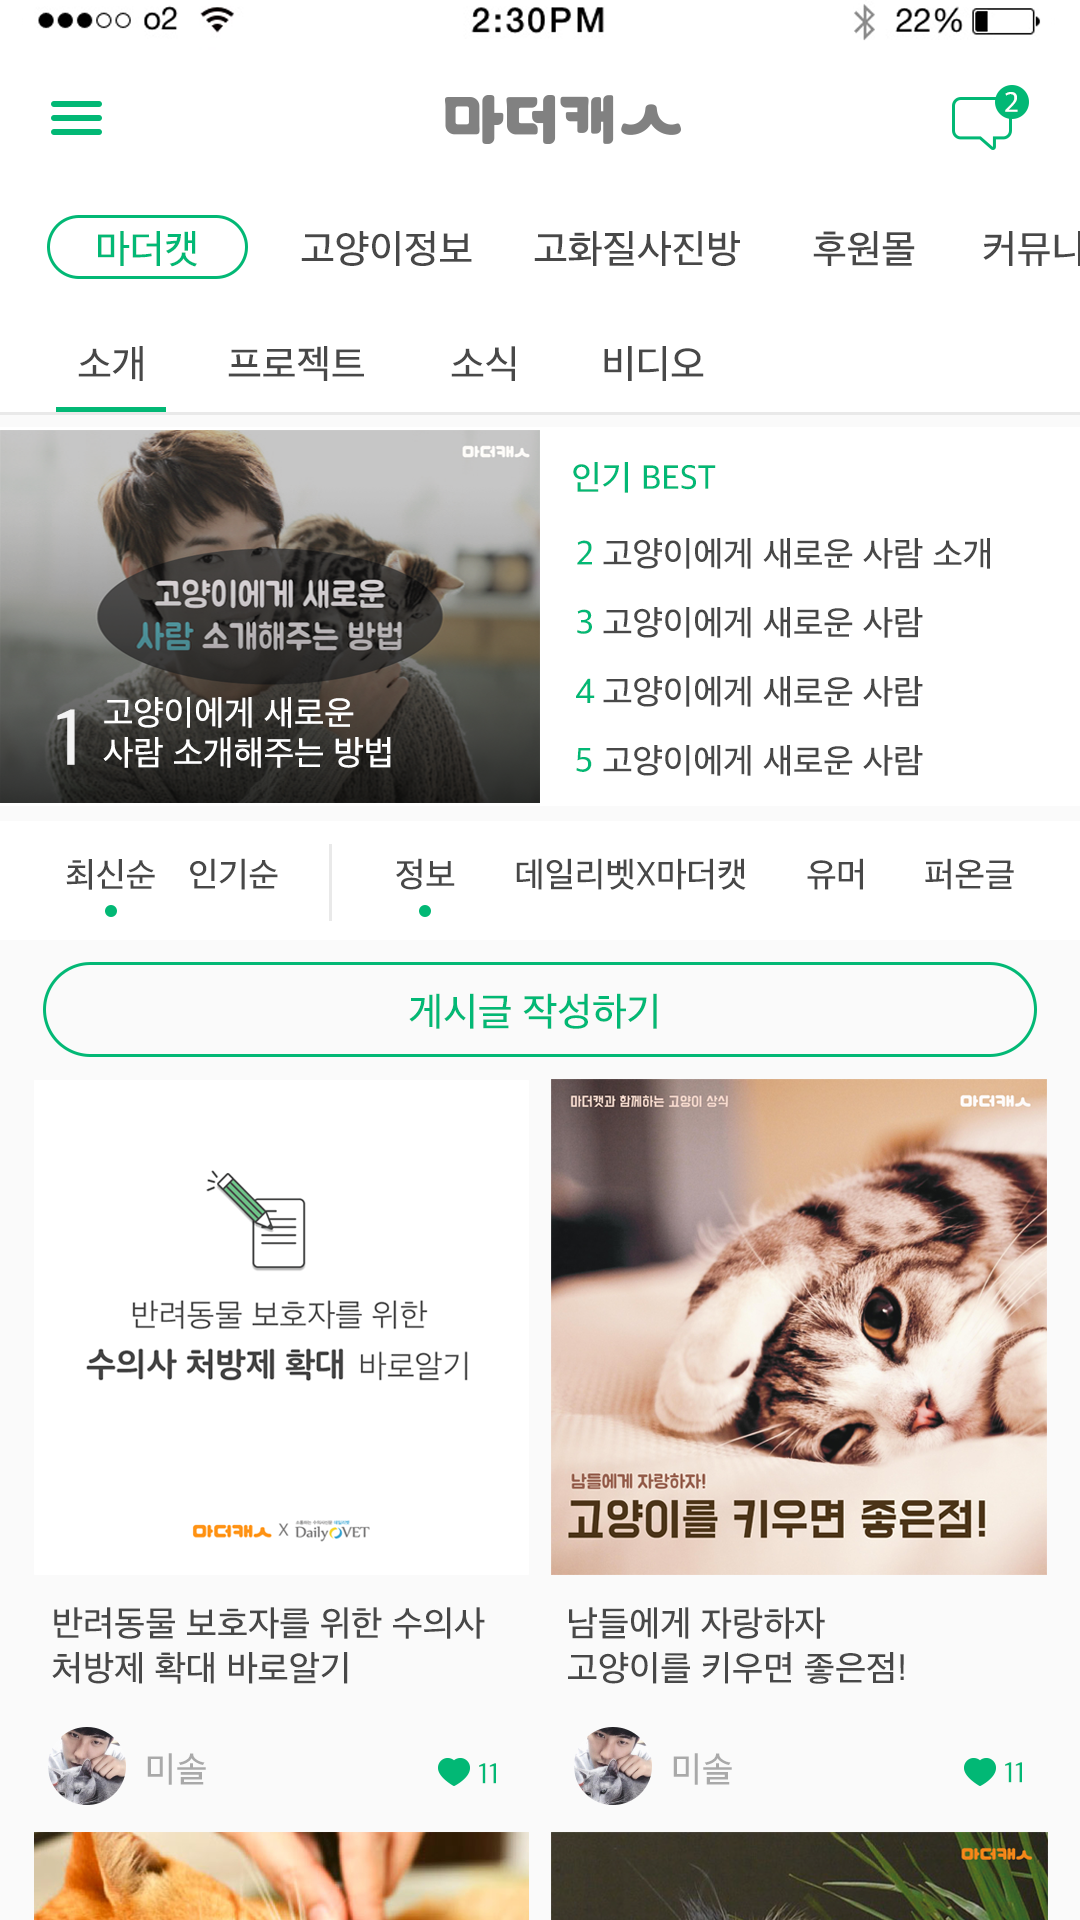 o2
2:30PM
22%
마더캣
2
마더캣
고양이정보
고화질사진방
후원몰
커뮤니
소개
프로젝트
소식
비디오
마더캣
고양이에게 새로운
사람 소개해주는 방법
1
고양이에게 새로운
사람 소개해주는 방법
인기 BEST
2 고양이에게 새로운 사람 소개
3 고양이에게 새로운 사람
4 고양이에게 새로운 사람
5 고양이에게 새로운 사람
최신순
인기순
정보
데일리벳X마더캣
유머
퍼온글
게시글 작성하기
반려동물 보호자를 위한
수의사 처방제 확대 바로알기
마더캣 X DailyVET
마더캣과 함께하는 고양이 상식
마더캣
남들에게 자랑하자!
고양이를 키우면 좋은점!
반려동물 보호자를 위한 수의사
처방제 확대 바로알기
미솔
11
남들에게 자랑하자
고양이를 키우면 좋은점!
미솔
11
마더캣